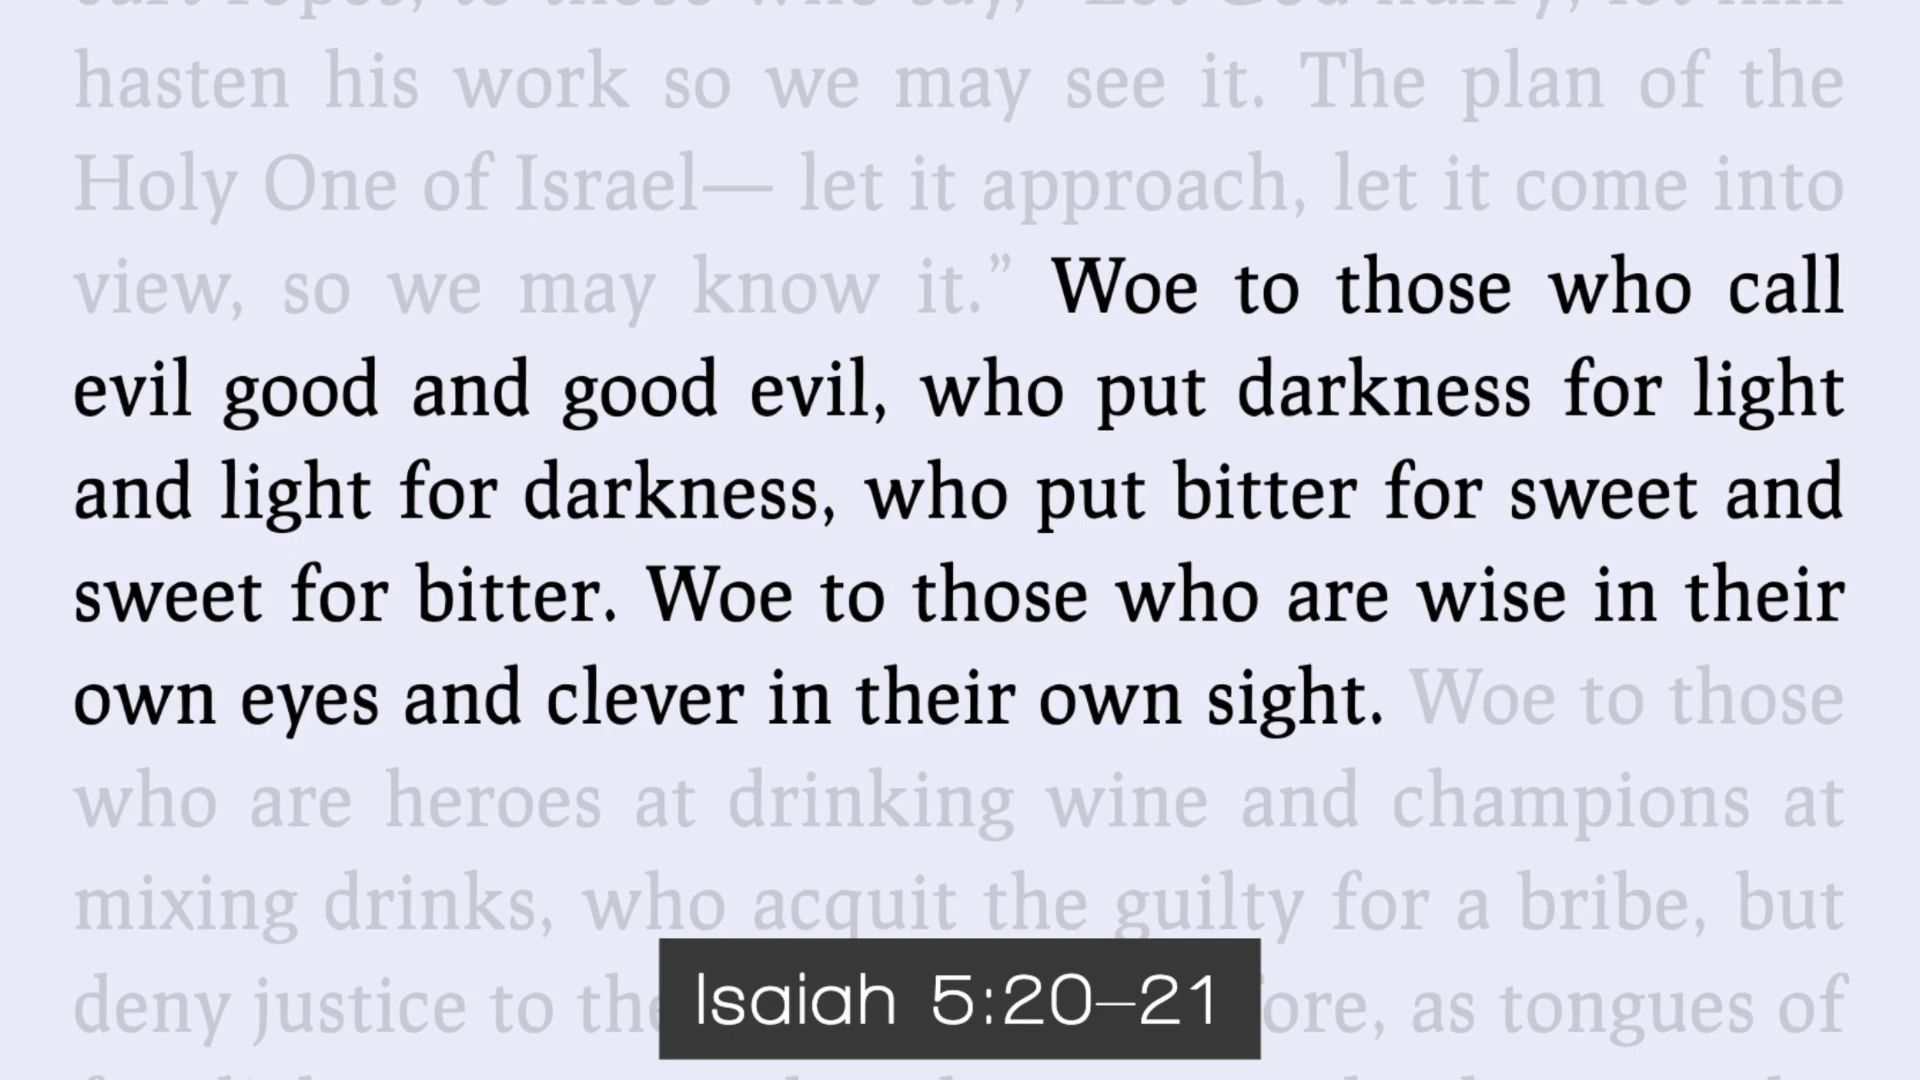 hasten his work so we may see it. The plan of the
Holy One of Israel— let it approach, let it come into
view, so we may know it.” Woe to those who call
evil good and good evil, who put darkness for light
and light for darkness, who put bitter for sweet and
sweet for bitter. Woe to those who are wise in their
own eyes and clever in their own sight. Woe to those
who are heroes at drinking wine and champions at
mixing drinks, who acquit the guilty for a bribe, but
deny justice to as tongues of
Isaiah 5:20–21